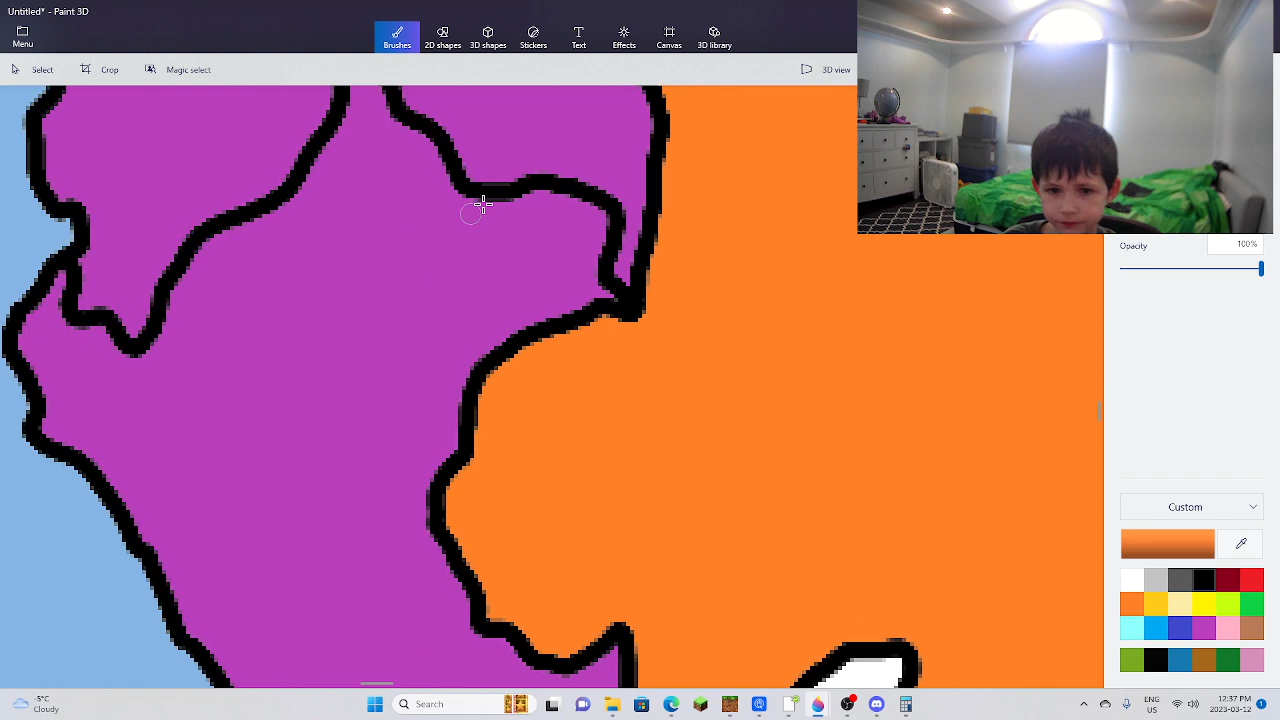 Untitled* - Paint 3D
Menu
Brushes
2D shapes
3D shapes
Stickers
Text
Effects
Canvas
3D library
Select
Crop
Magic select
3D view
Opacity
100%
Custom
-5°C
Cloudy
Search
ENG
US
12:37 PM
2023-03-12